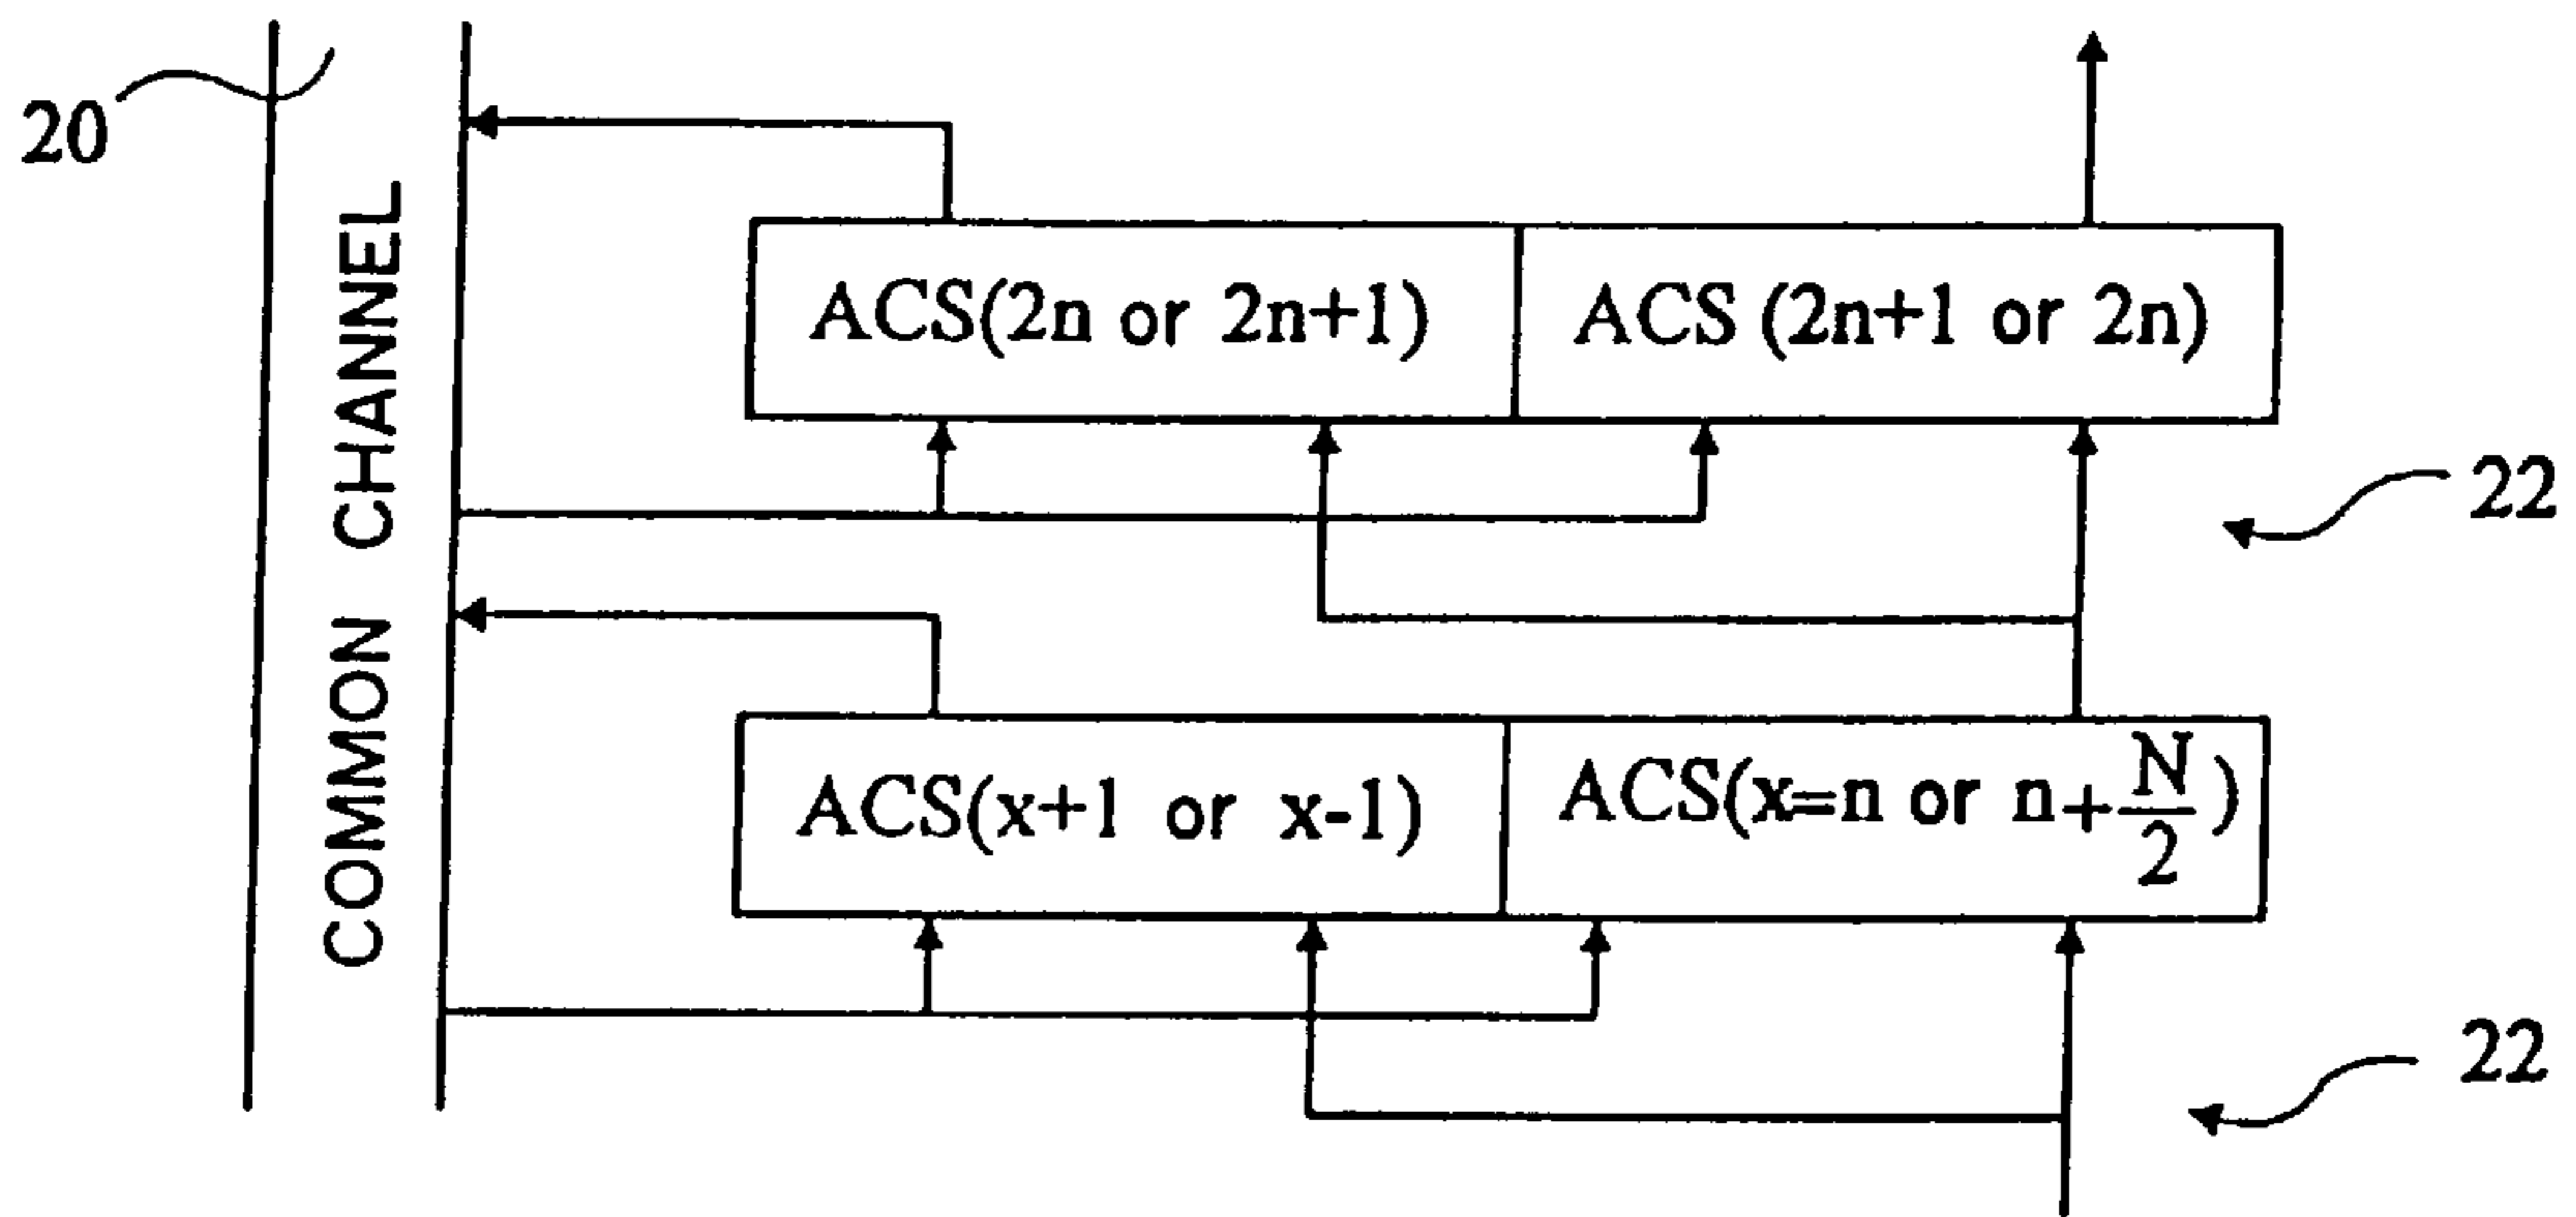 20
COMMON CHANNEL
ACS(2n or 2n+1)
ACS (2n+1 or 2n)
22
ACS(x+1 or x-1)
ACS(x=n or n+N/2)
22